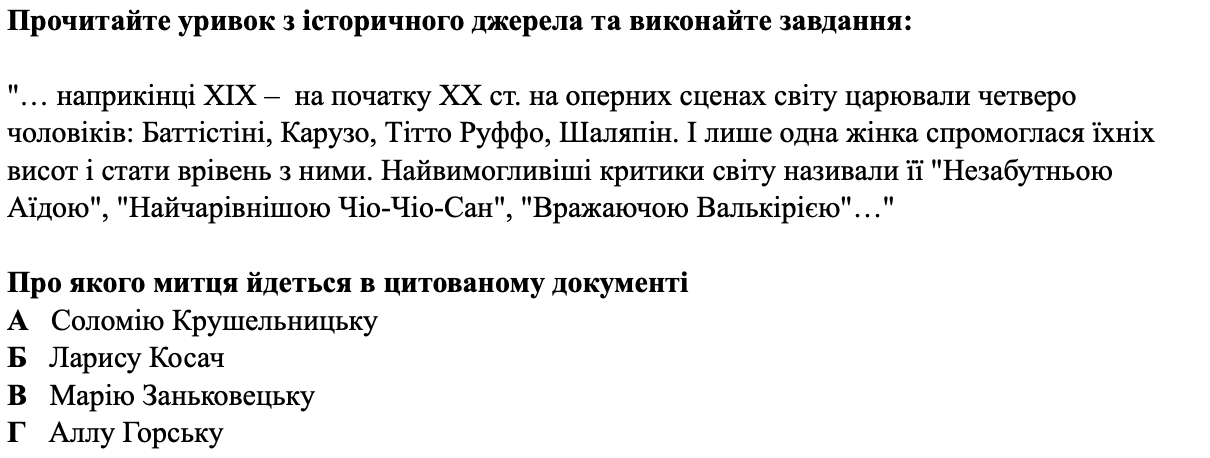 Прочитайте уривок з історичного джерела та виконайте завдання:
"… наприкінці XIX – на початку XX ст. на оперних сценах світу царювали четверо
чоловіків: Баттістіні, Карузо, Тітто Руффо, Шаляпін. І лише одна жінка спромоглася їхніх
висот і стати врівень з ними. Найвимогливіші критики світу називали її "Незабутньою
Аїдою", "Найчарівнішою Чіо-Чіо-Сан", "Вражаючою Валькірією"…"
Про якого митця йдеться в цитованому документі
А Соломію Крушельницьку
Б Ларису Косач
В Марію Заньковецьку
Г Аллу Горську